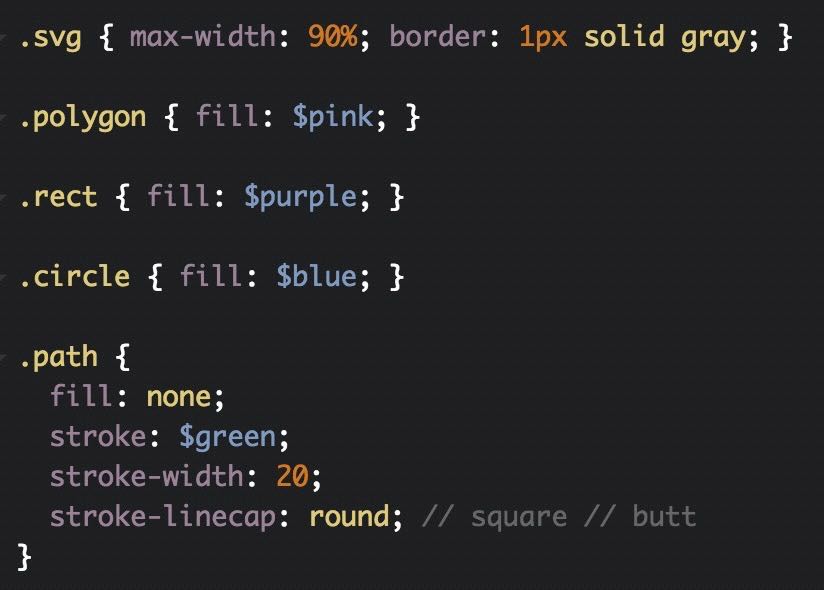 .svg { max-width: 90%; border: 1px solid gray; }
.polygon { fill: $pink; }
.rect { fill: $purple; }
.circle { fill: $blue; }
.path {
fill: none;
stroke: $green;
stroke-width: 20;
stroke-linecap: round; // square // butt
}